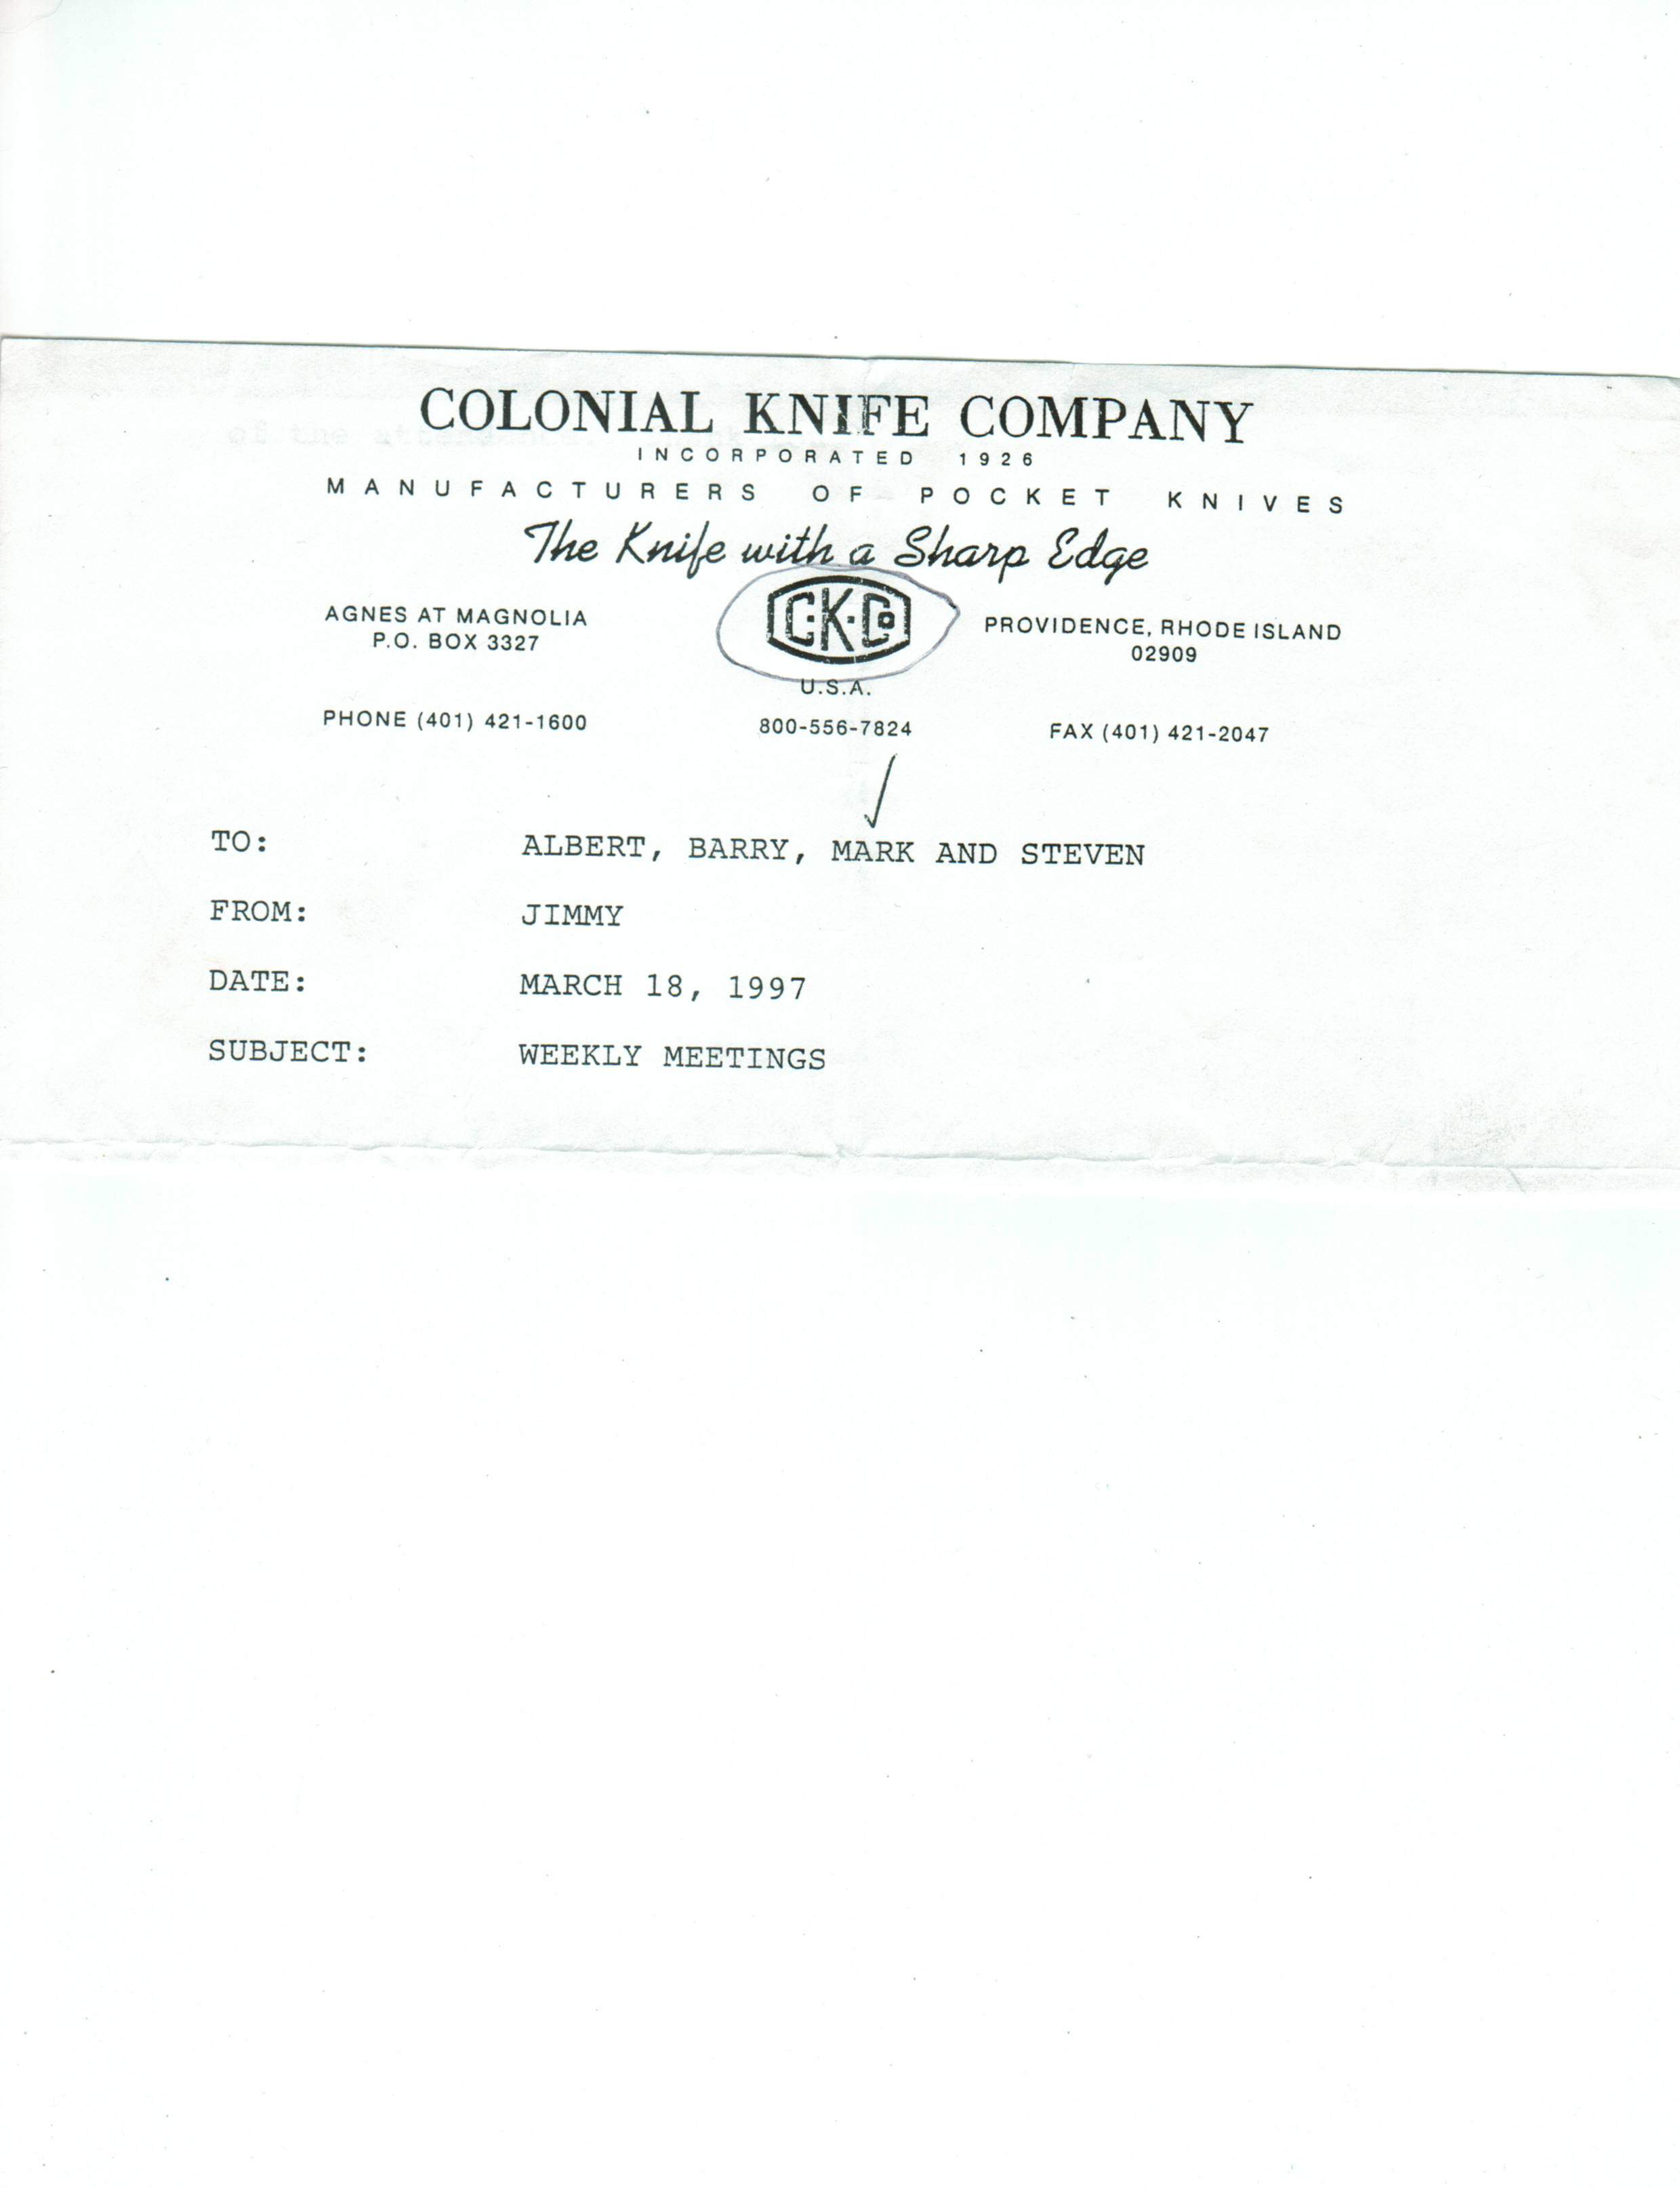 COLONIAL KNIFE COMPANY
INCORPORATED 1926
MANUFACTURERS OF POCKET KNIVES
The Knife with a Sharp Edge
AGNES AT MAGNOLIA
P.O. BOX 3327
C·K·Co
U.S.A.
PROVIDENCE, RHODE ISLAND
02909
PHONE (401) 421-1600
800-556-7824
FAX (401) 421-2047
TO: ALBERT, BARRY, MARK AND STEVEN
FROM: JIMMY
DATE: MARCH 18, 1997
SUBJECT: WEEKLY MEETINGS